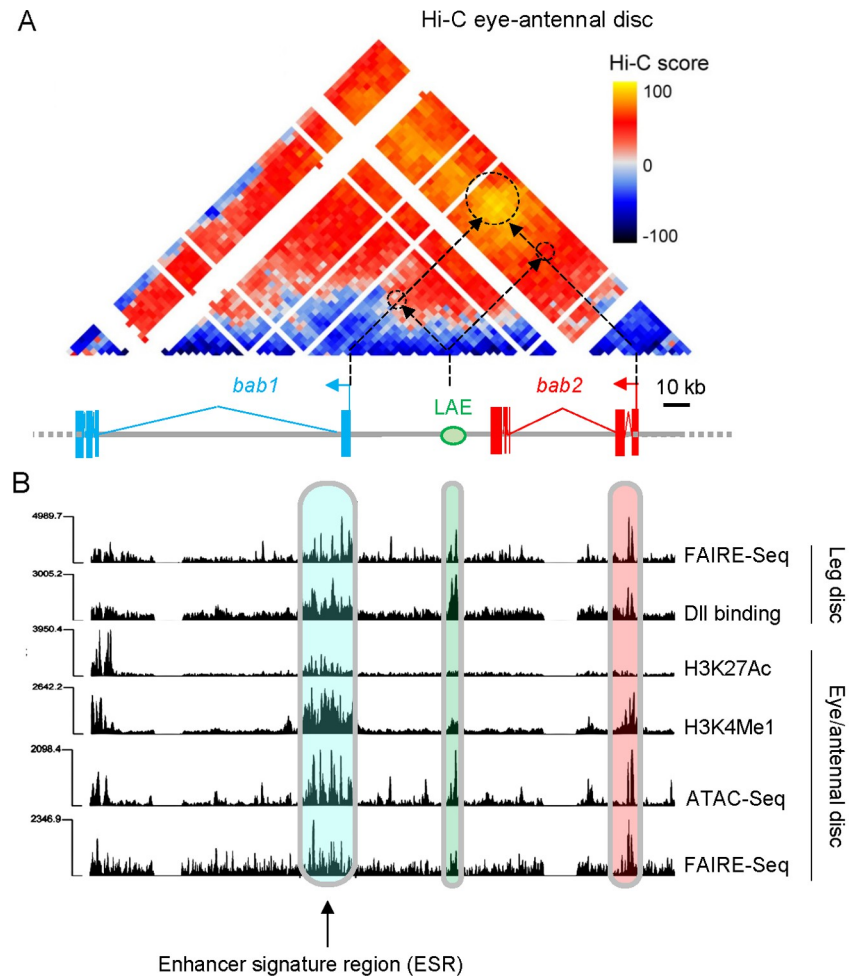 A
Hi-C eye-antennal disc
Hi-C score
100
0
-100
bab1
bab2
LAE
10 kb
B
4989.7
FAIRE-Seq
3005.2
Dll binding
Leg disc
3950.4
H3K27Ac
2642.2
H3K4Me1
2098.4
ATAC-Seq
2346.9
FAIRE-Seq
Eye/antennal disc
Enhancer signature region (ESR)